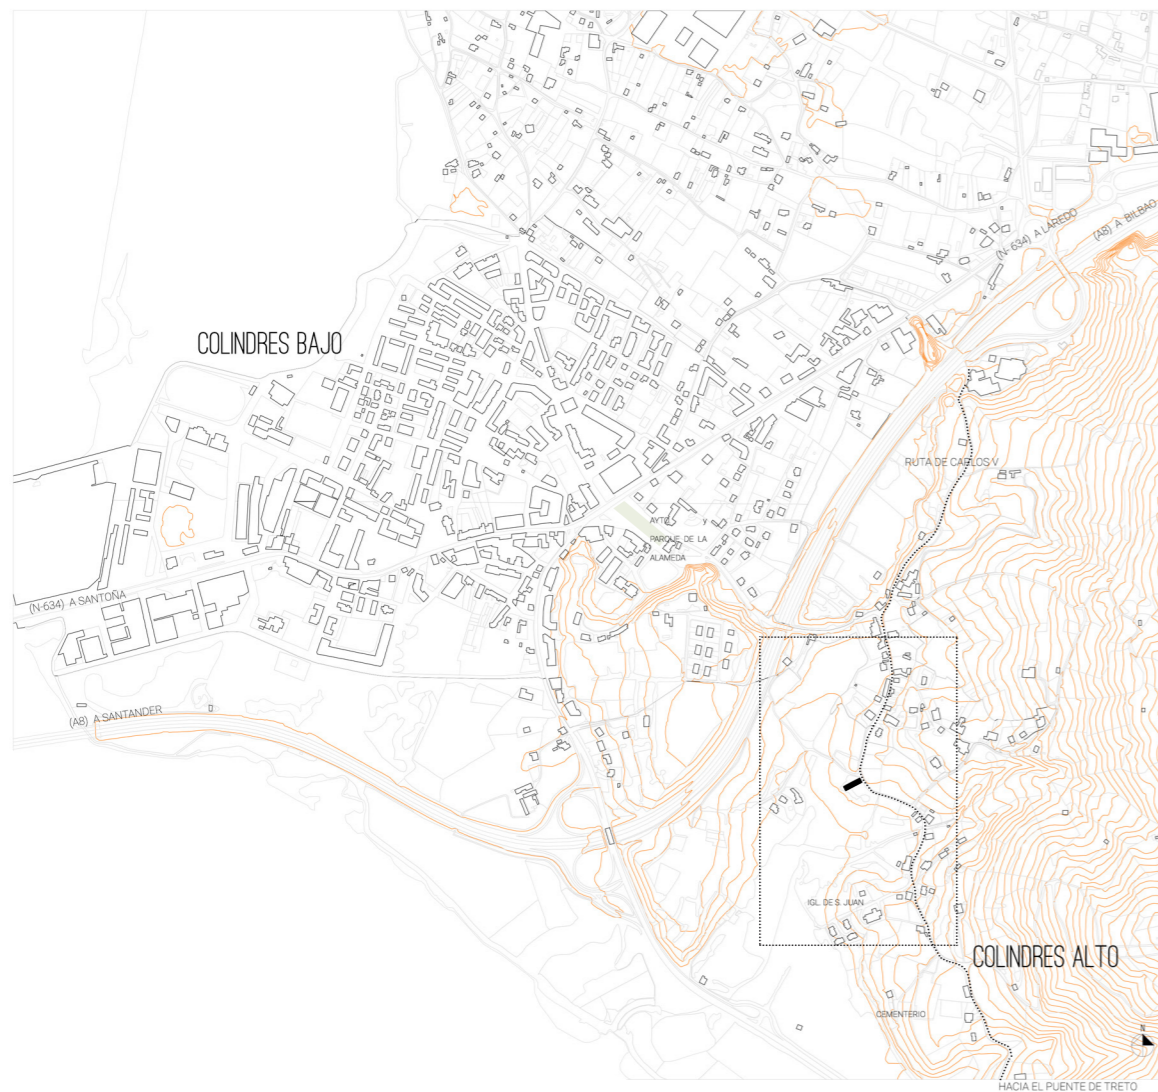 (N- 634) A LAREDO
(A8) A BILBAO
COLINDRES BAJO
RUTA DE CARLOS V
AYTO. y
PARQUE DE LA
ALAMEDA
(N-634) A SANTOÑA
(A8) A SANTANDER
IGL. DE S. JUAN
COLINDRES ALTO
CEMENTERIO
N
HACIA EL PUENTE DE TRETO